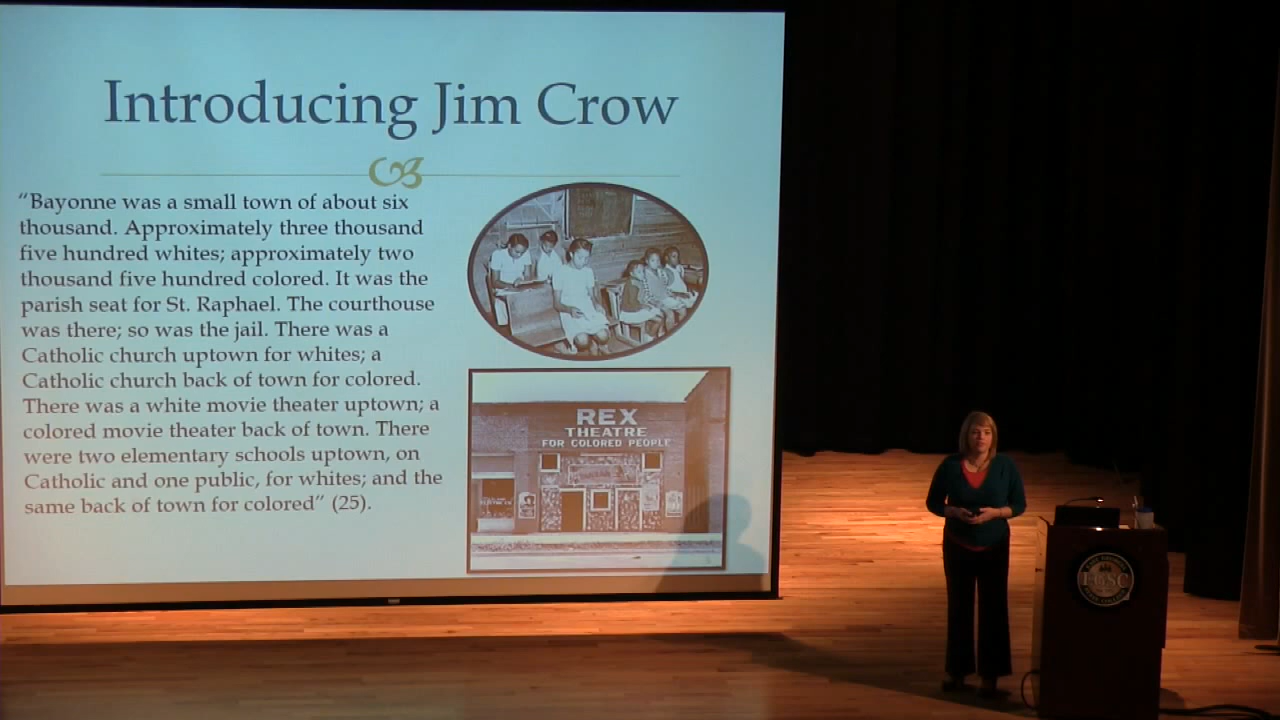 Introducing Jim Crow
“Bayonne was a small town of about six
thousand. Approximately three thousand
five hundred whites; approximately two
thousand five hundred colored. It was the
parish seat for St. Raphael. The courthouse
was there; so was the jail. There was a
Catholic church uptown for whites; a
Catholic church back of town for colored.
There was a white movie theater uptown; a
colored movie theater back of town. There
were two elementary schools uptown, on
Catholic and one public, for whites; and the
same back of town for colored” (25).
REX
THEATRE
FOR COLORED PEOPLE